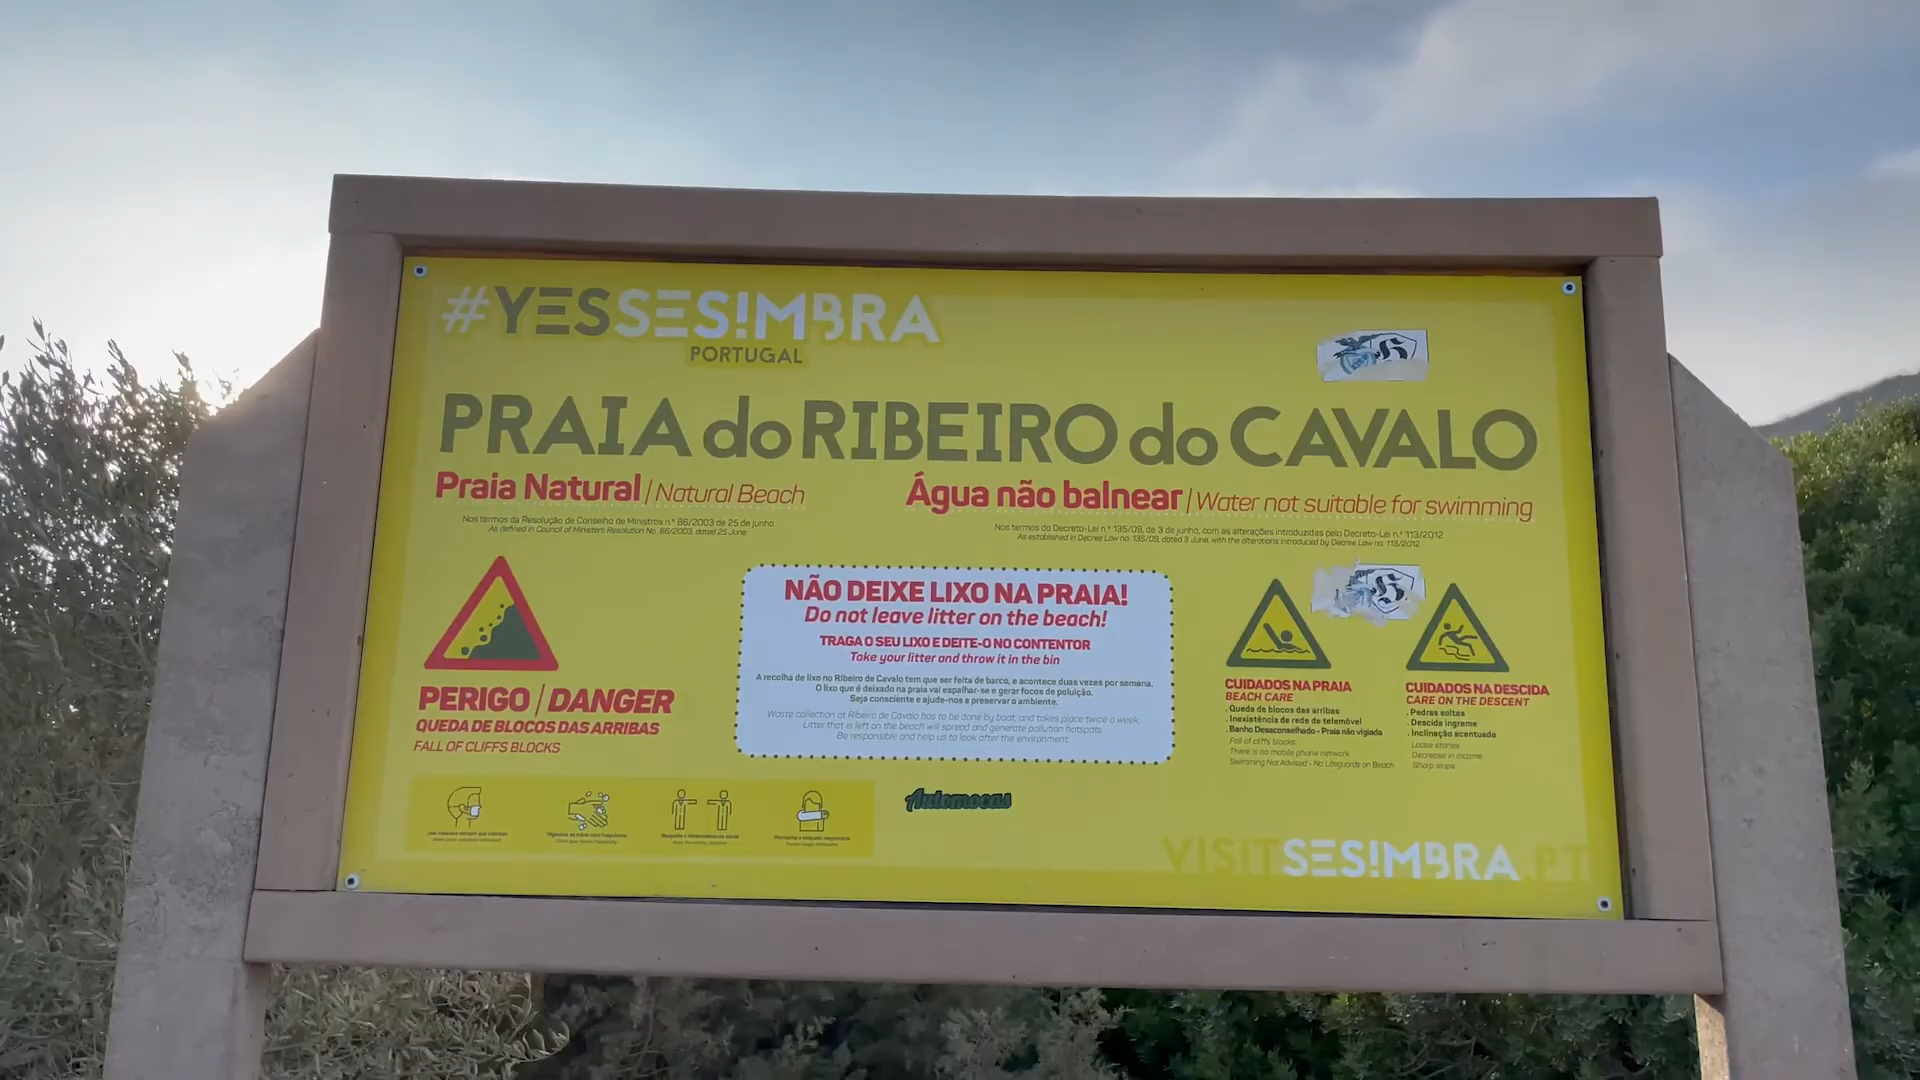 #YESSES!MBRA
PORTUGAL
PRAIA do RIBEIRO do CAVALO
Praia Natural | Natural Beach
Água não balnear | Water not suitable for swimming
Nos termos da Resolução de Conselho de Ministros n.º 86/2003 de 25 de junho
As defined in Council of Ministers Resolution No. 86/2003, dated 25 June
Nos termos do Decreto-Lei n.º 135/09, de 3 de junho, com as alterações introduzidas pelo Decreto-Lei n.º 113/2012
As established in Decree Law no. 135/09, dated 3 June, with the alterations introduced by Decree Law no. 113/2012
PERIGO | DANGER
QUEDA DE BLOCOS DAS ARRIBAS
FALL OF CLIFFS BLOCKS
NÃO DEIXE LIXO NA PRAIA!
Do not leave litter on the beach!
TRAGA O SEU LIXO E DEITE-O NO CONTENTOR
Take your litter and throw it in the bin
A recolha de lixo no Ribeiro de Cavalo tem que ser feita de barco, e acontece duas vezes por semana.
O lixo que é deixado na praia vai espalhar-se e gerar focos de poluição.
Seja consciente e ajude-nos a preservar o ambiente.
Waste collection at Ribeiro de Cavalo has to be done by boat, and takes place twice a week.
Litter that is left on the beach will spread and generate pollution hotspots
Be responsible and help us to look after the environment
CUIDADOS NA PRAIA
BEACH CARE
. Queda de blocos das arribas
. Inexistência de rede de telemóvel
. Banho Desaconselhado - Praia não vigiada
Fall of cliffs blocks
There is no mobile phone network
Swimming Not Advised - No Lifeguards on Beach
CUIDADOS NA DESCIDA
CARE ON THE DESCENT
. Pedras soltas
. Descida íngreme
. Inclinação acentuada
Loose stones
Decrease in income
Sharp slope
Automocas
VISITSES!MBRA.PT